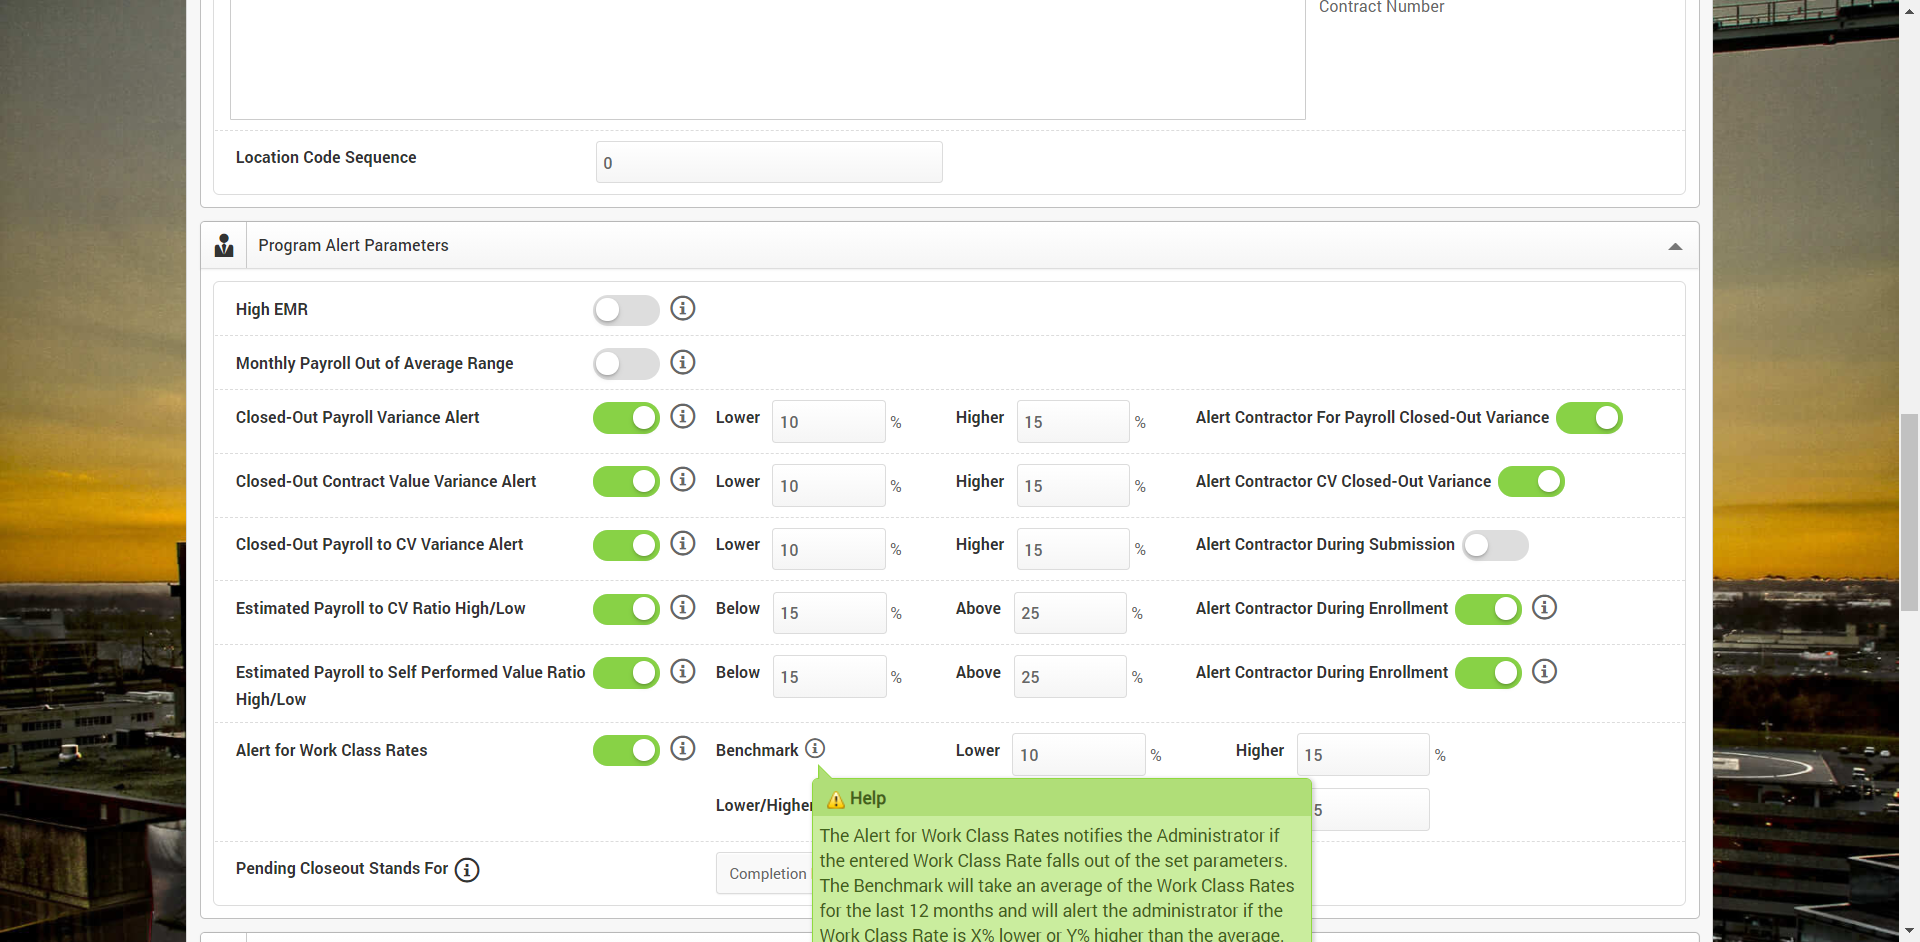 Contract Number
Location Code Sequence
0
Program Alert Parameters
High EMR
Monthly Payroll Out of Average Range
Closed-Out Payroll Variance Alert Lower 10 % Higher 15 % Alert Contractor For Payroll Closed-Out Variance
Closed-Out Contract Value Variance Alert Lower 10 % Higher 15 % Alert Contractor CV Closed-Out Variance
Closed-Out Payroll to CV Variance Alert Lower 10 % Higher 15 % Alert Contractor During Submission
Estimated Payroll to CV Ratio High/Low Below 15 % Above 25 % Alert Contractor During Enrollment
Estimated Payroll to Self Performed Value Ratio Below 15 % Above 25 % Alert Contractor During Enrollment
High/Low
Alert for Work Class Rates Benchmark Lower 10 % Higher 15 %
Lower/Higher 5
Pending Closeout Stands For Completion
Help
The Alert for Work Class Rates notifies the Administrator if
the entered Work Class Rate falls out of the set parameters.
The Benchmark will take an average of the Work Class Rates
for the last 12 months and will alert the administrator if the
Work Class Rate is X% lower or Y% higher than the average.